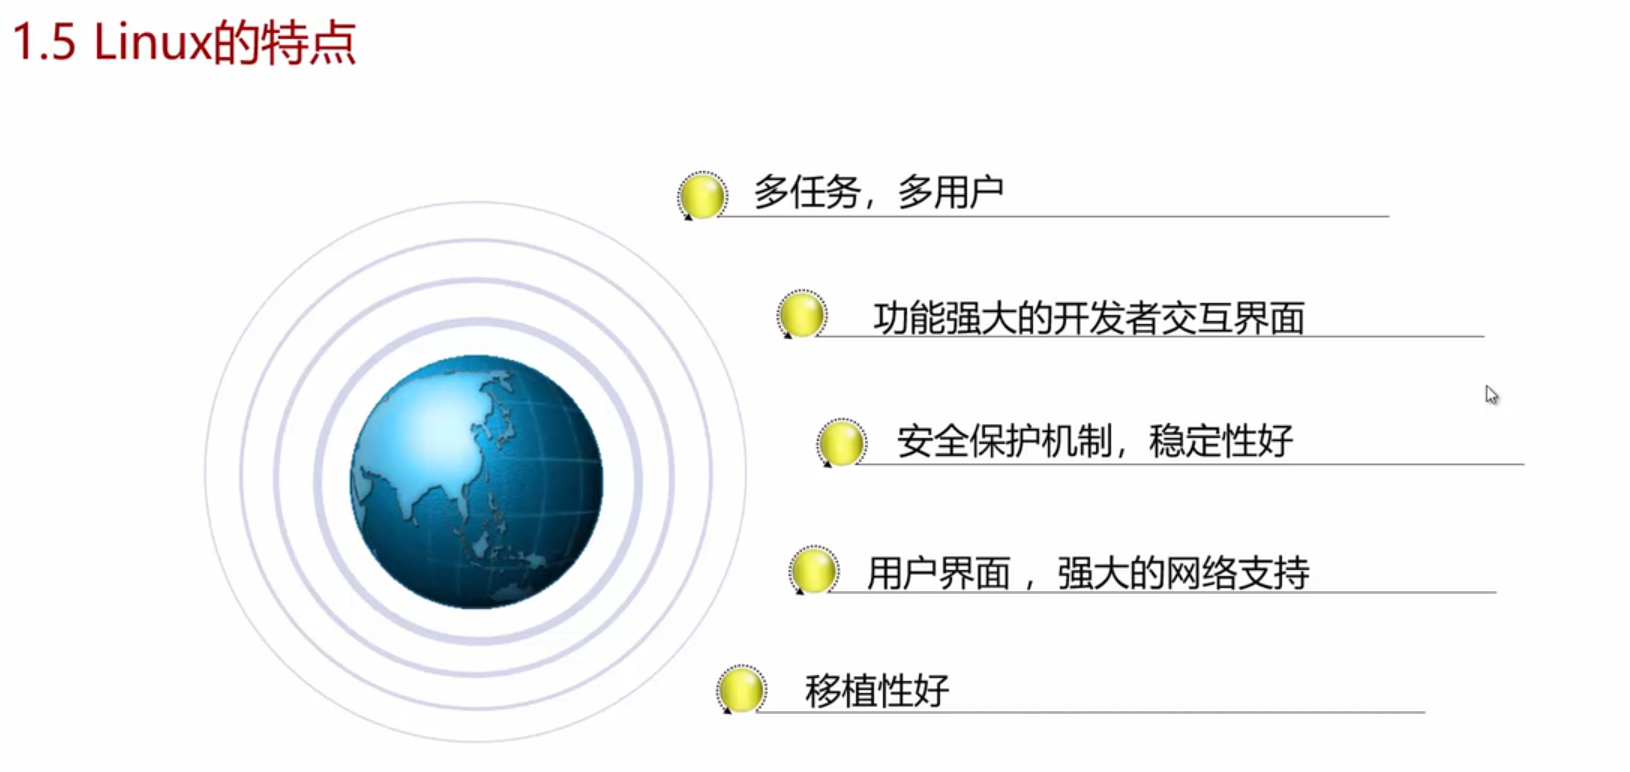 1.5 Linux的特点
多任务，多用户
功能强大的开发者交互界面
安全保护机制，稳定性好
用户界面 ，强大的网络支持
移植性好